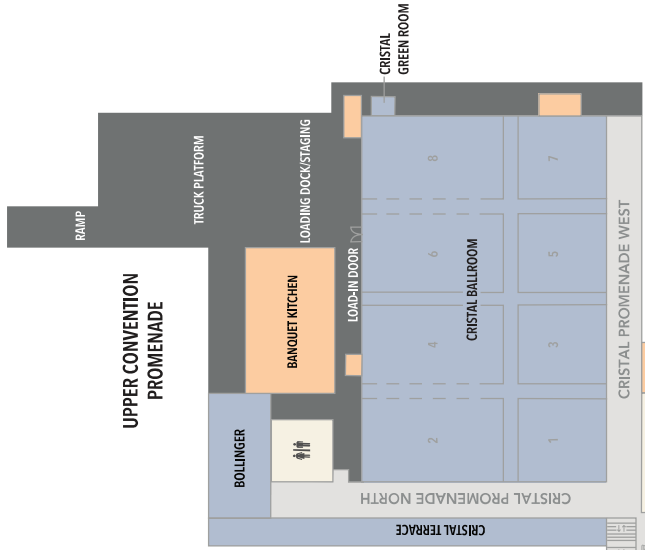 CRISTAL
GREEN ROOM
RAMP
TRUCK PLATFORM
LOADING DOCK/STAGING
UPPER CONVENTION
PROMENADE
BANQUET KITCHEN
LOAD-IN DOOR
8
7
6
5
CRISTAL BALLROOM
4
3
2
1
CRISTAL PROMENADE WEST
BOLLINGER
CRISTAL PROMENADE NORTH
CRISTAL TERRACE